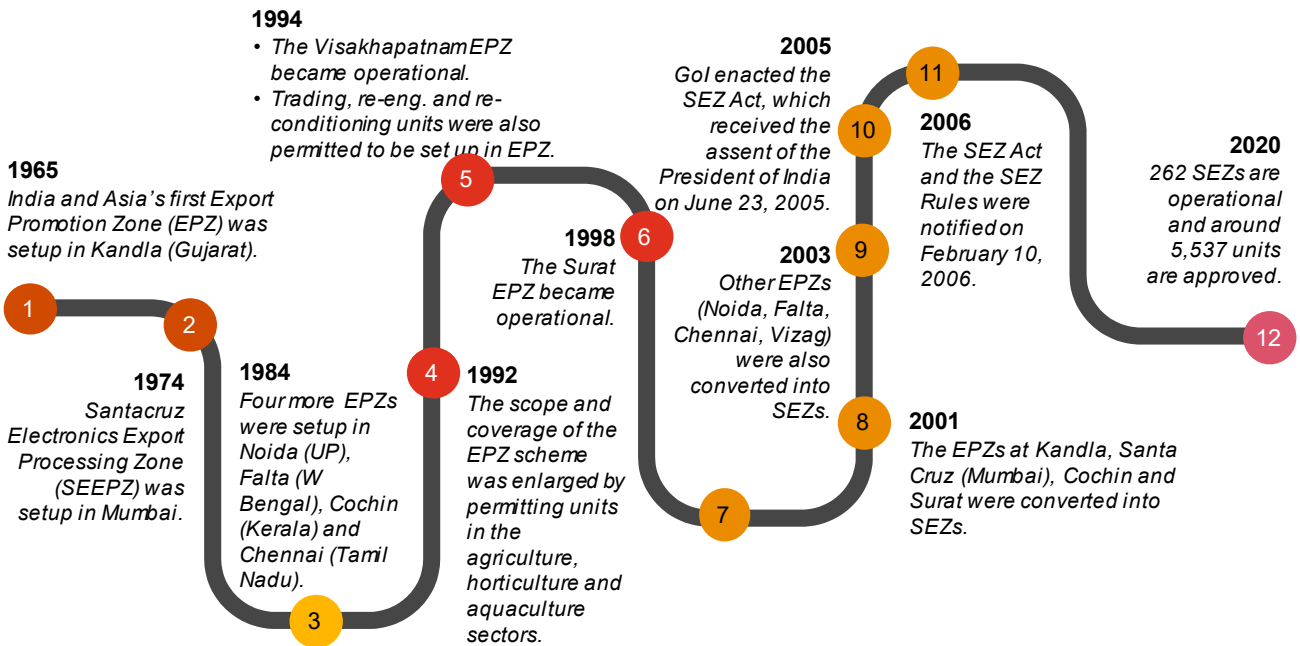 1965
India and Asia's first Export
Promotion Zone (EPZ) was
setup in Kandla (Gujarat).
1
2
1974
Santacruz
Electronics Export
Processing Zone
(SEEPZ) was
setup in Mumbai.
1984
Four more EPZs
were setup in
Noida (UP),
Falta (W
Bengal), Cochin
(Kerala) and
Chennai (Tamil
Nadu).
3
4
1992
The scope and
coverage of the
EPZ scheme
was enlarged by
permitting units
in the
agriculture,
horticulture and
aquaculture
sectors.
1994
• The Visakhapatnam EPZ
became operational.
• Trading, re-eng. and re-
conditioning units were also
permitted to be set up in EPZ.
5
6
1998
The Surat
EPZ became
operational.
7
8
2001
The EPZs at Kandla, Santa
Cruz (Mumbai), Cochin and
Surat were converted into
SEZs.
9
2003
Other EPZs
(Noida, Falta,
Chennai, Vizag)
were also
converted into
SEZs.
2005
GoI enacted the
SEZ Act, which
received the
assent of the
President of India
on June 23, 2005.
10
11
2006
The SEZ Act
and the SEZ
Rules were
notified on
February 10,
2006.
2020
262 SEZs are
operational
and around
5,537 units
are approved.
12